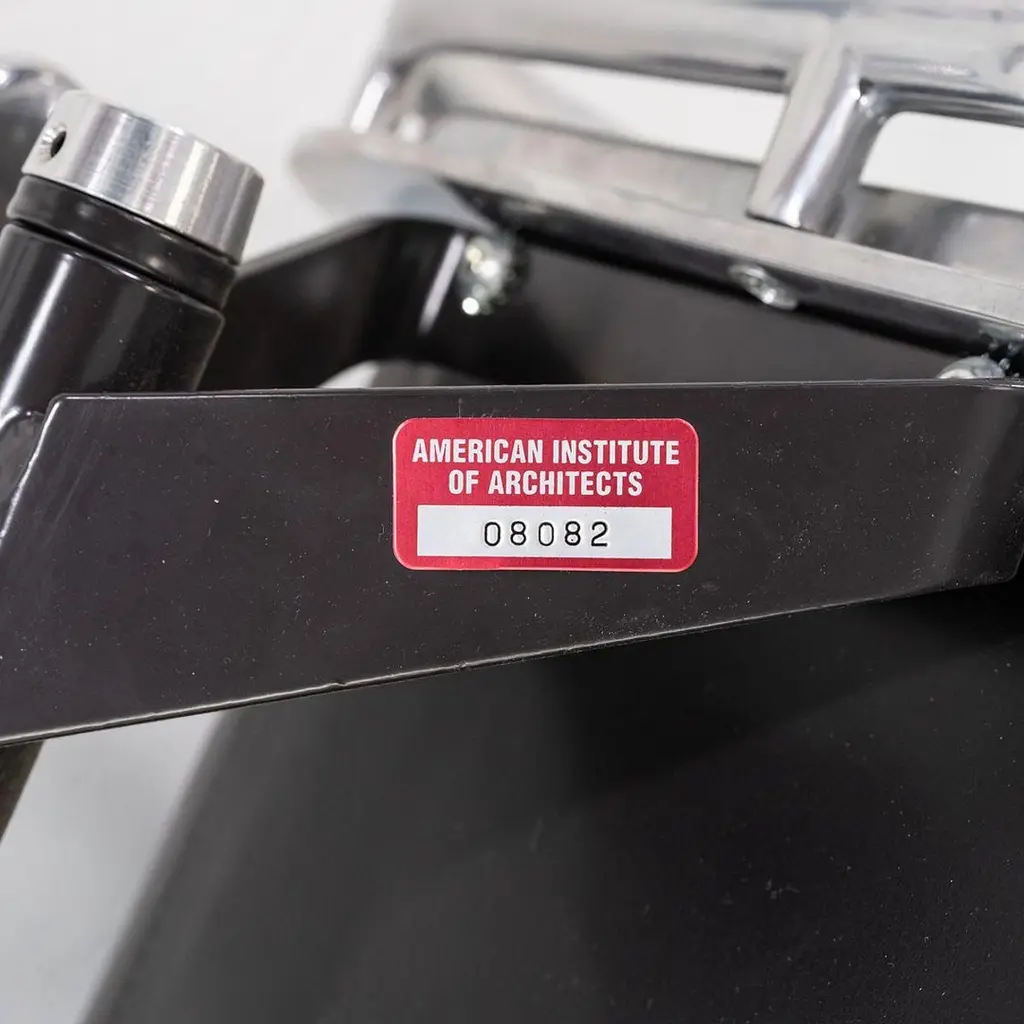 AMERICAN INSTITUTE
OF ARCHITECTS
08082